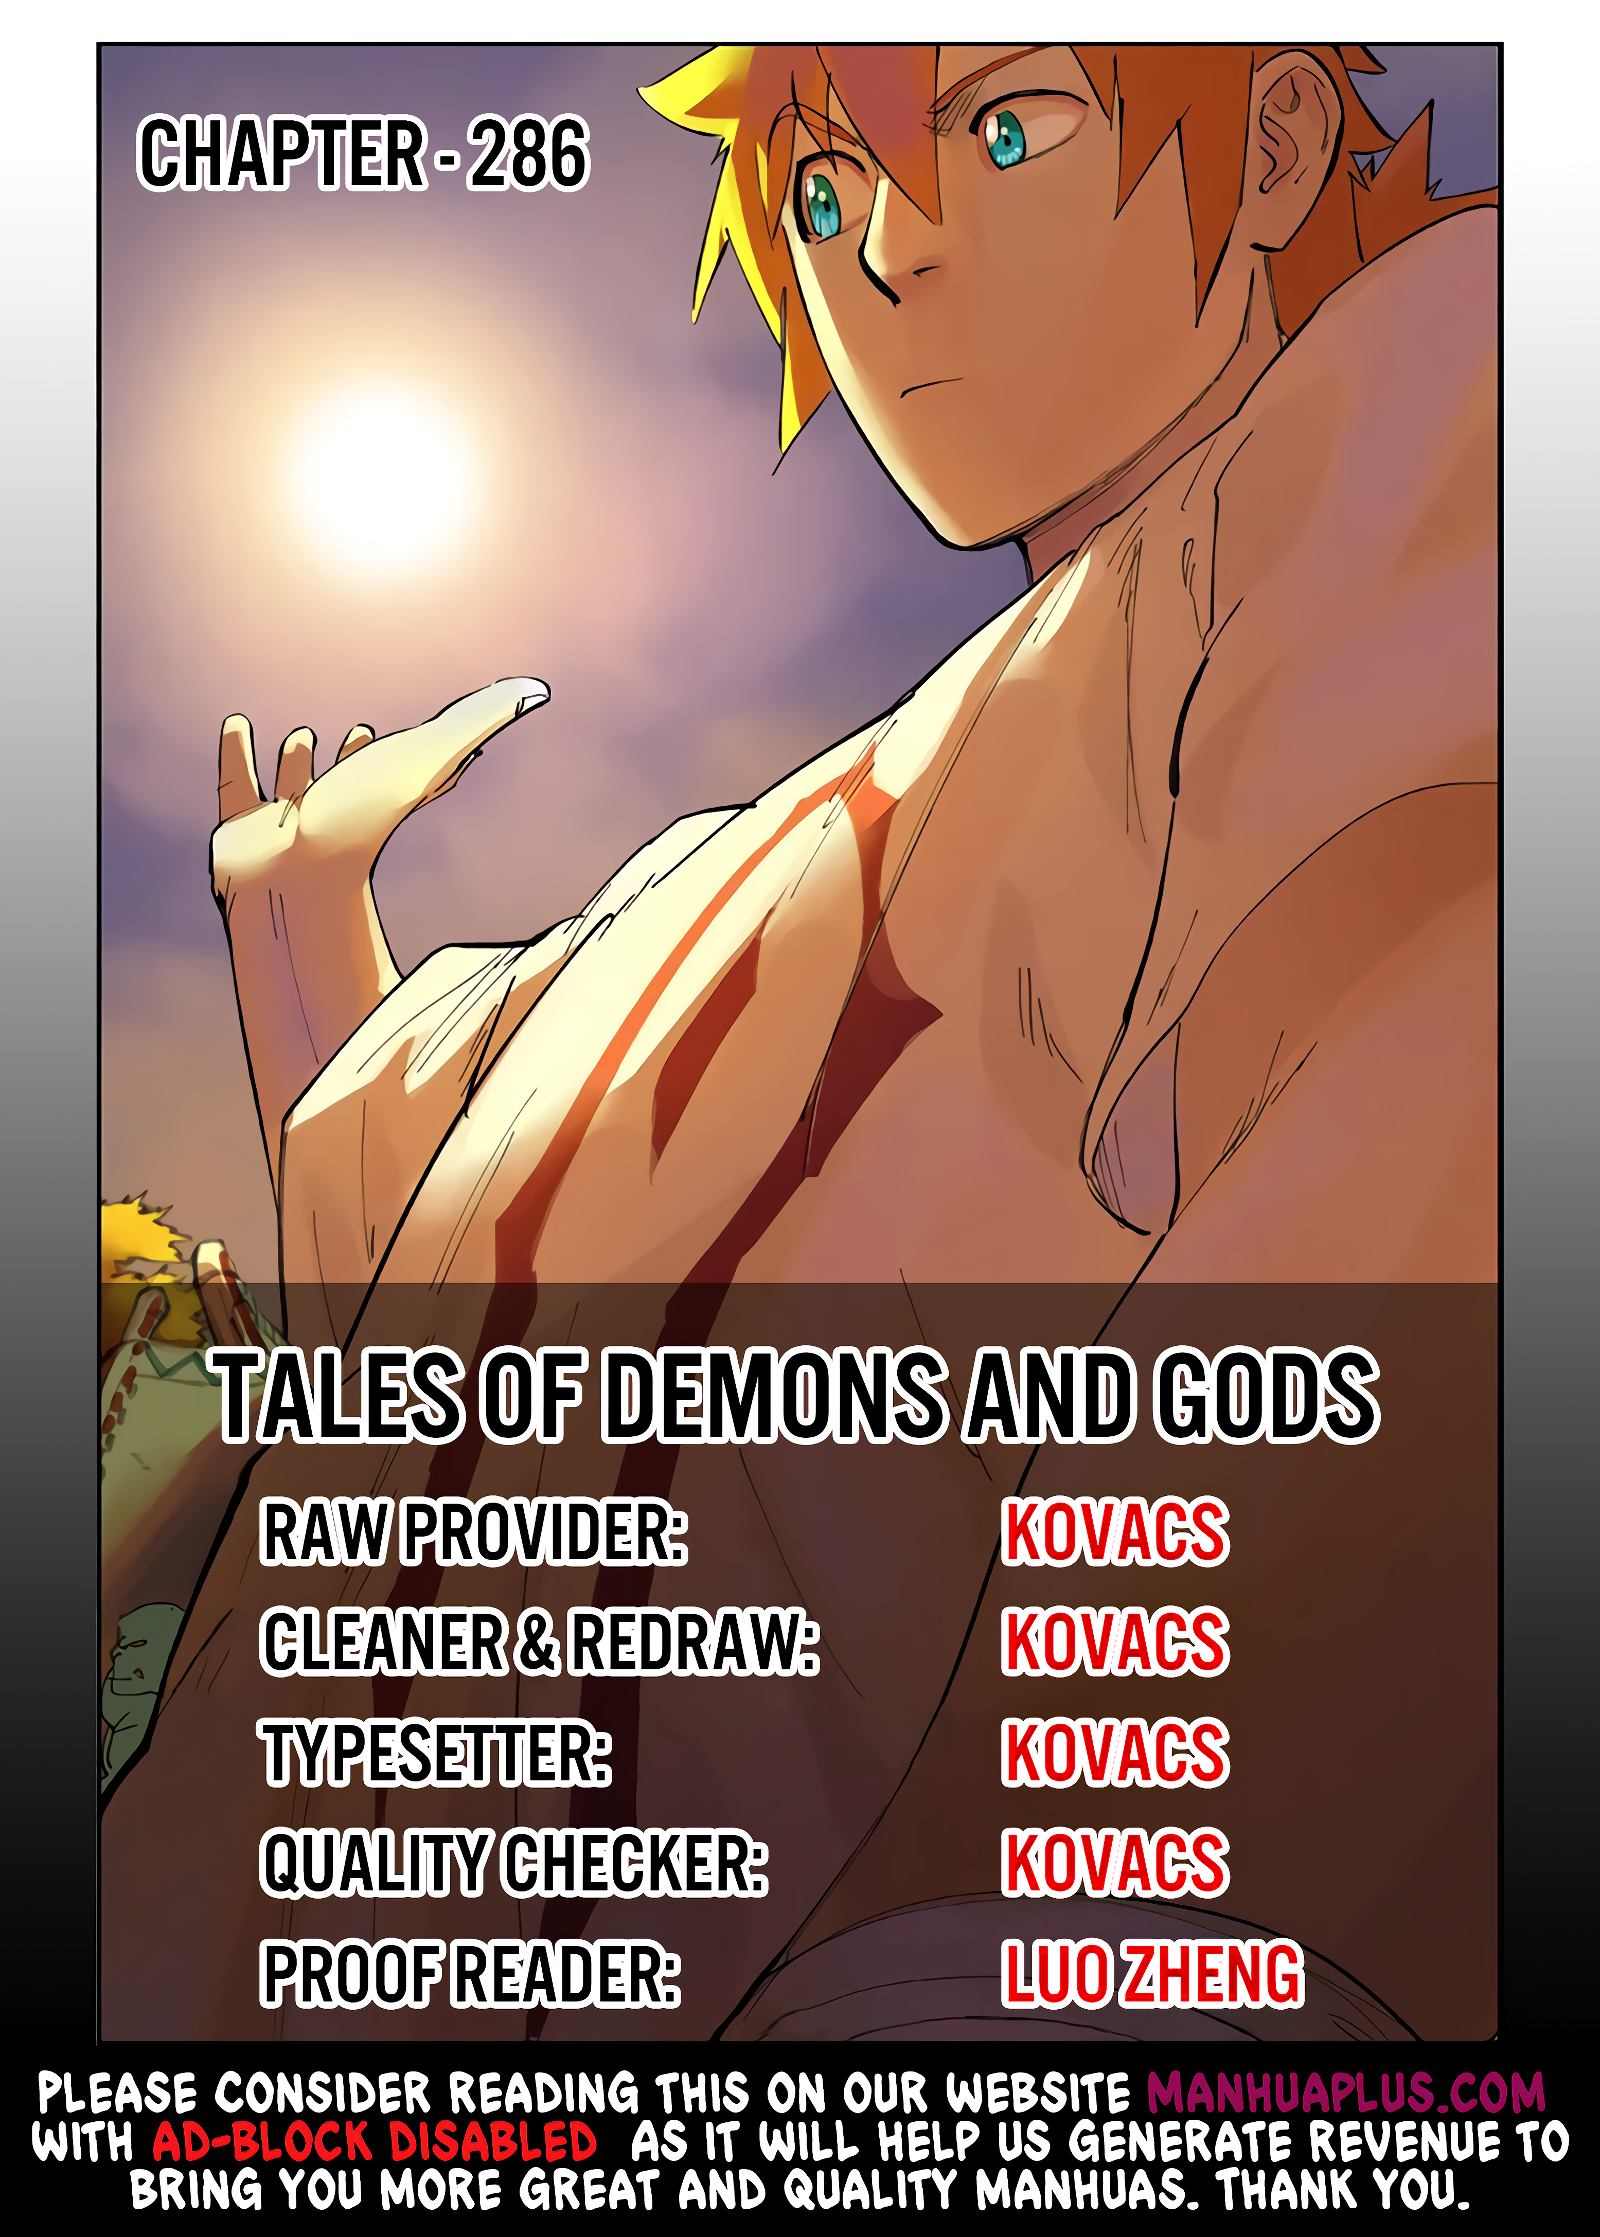 CHAPTER - 286
TALES OF DEMONS AND GODS
RAW PROVIDER: KOVACS
CLEANER & REDRAW: KOVACS
TYPESETTER: KOVACS
QUALITY CHECKER: KOVACS
PROOF READER: LUO ZHENG
PLEASE CONSIDER READING THIS ON OUR WEBSITE MANHUAPLUS.COM
WITH AD-BLOCK DISABLED AS IT WILL HELP US GENERATE REVENUE TO
BRING YOU MORE GREAT AND QUALITY MANHUAS. THANK YOU.